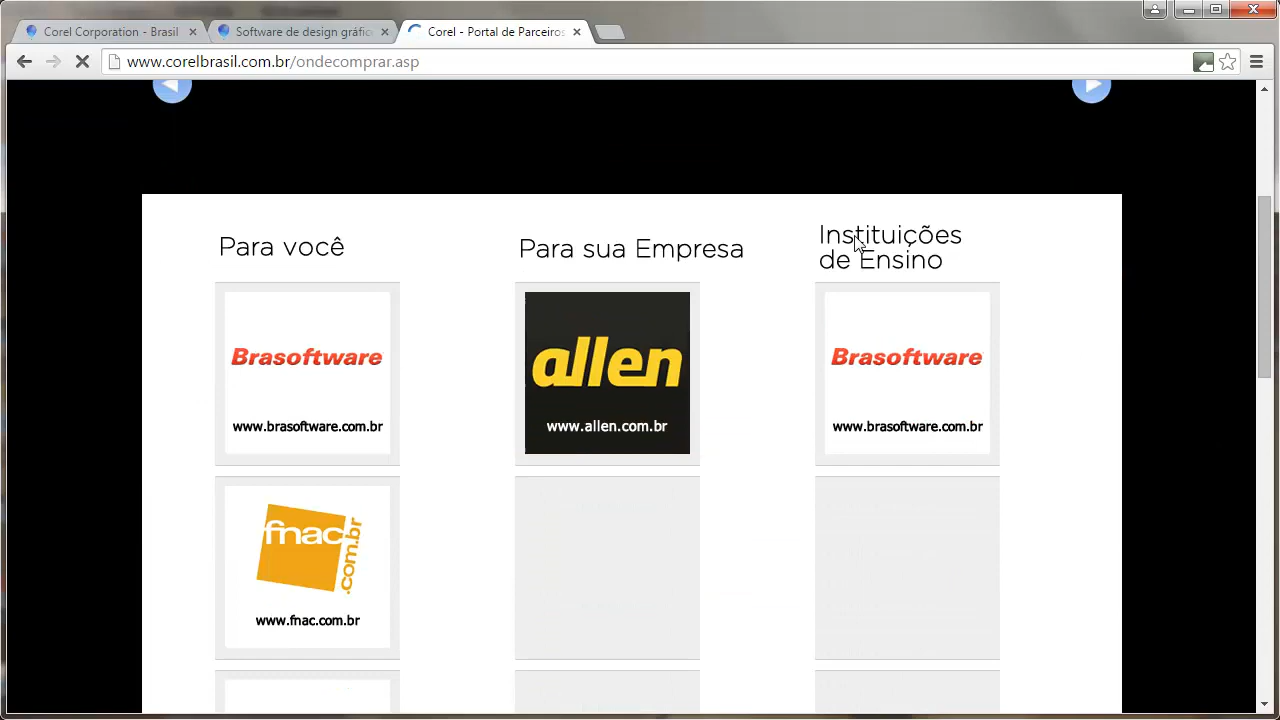 Corel Corporation - Brasil
Software de design gráfic
Corel - Portal de Parceiros
www.corelbrasil.com.br/ondecomprar.asp
Para você
Para sua Empresa
Instituições
de Ensino
Brasoftware
www.brasoftware.com.br
allen
www.allen.com.br
Brasoftware
www.brasoftware.com.br
fnac
.com.br
www.fnac.com.br